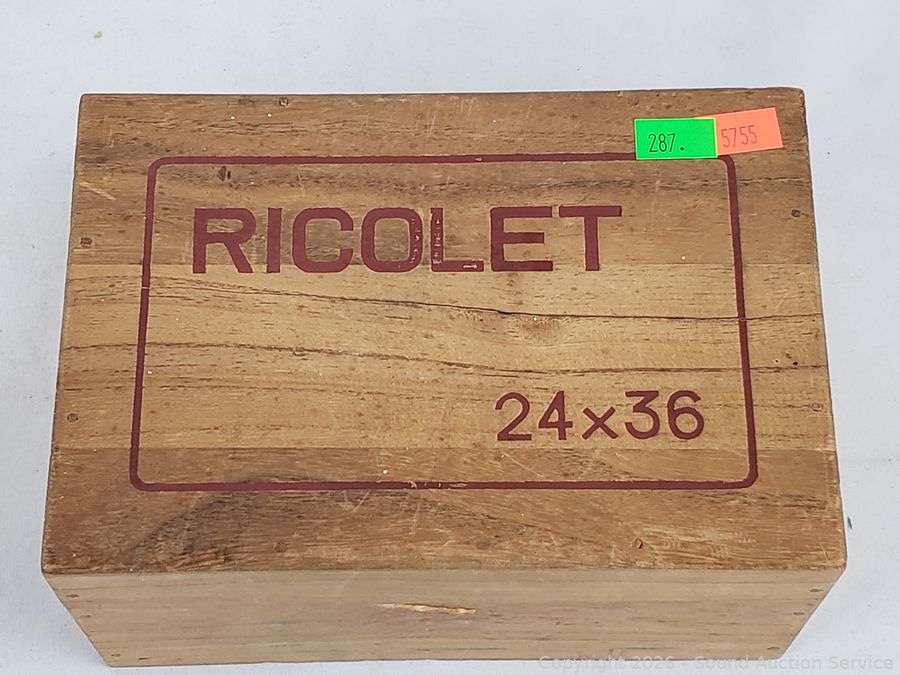 287.
5755
RICOLET
24x36
Copyright 2026 - Sound Auction Service